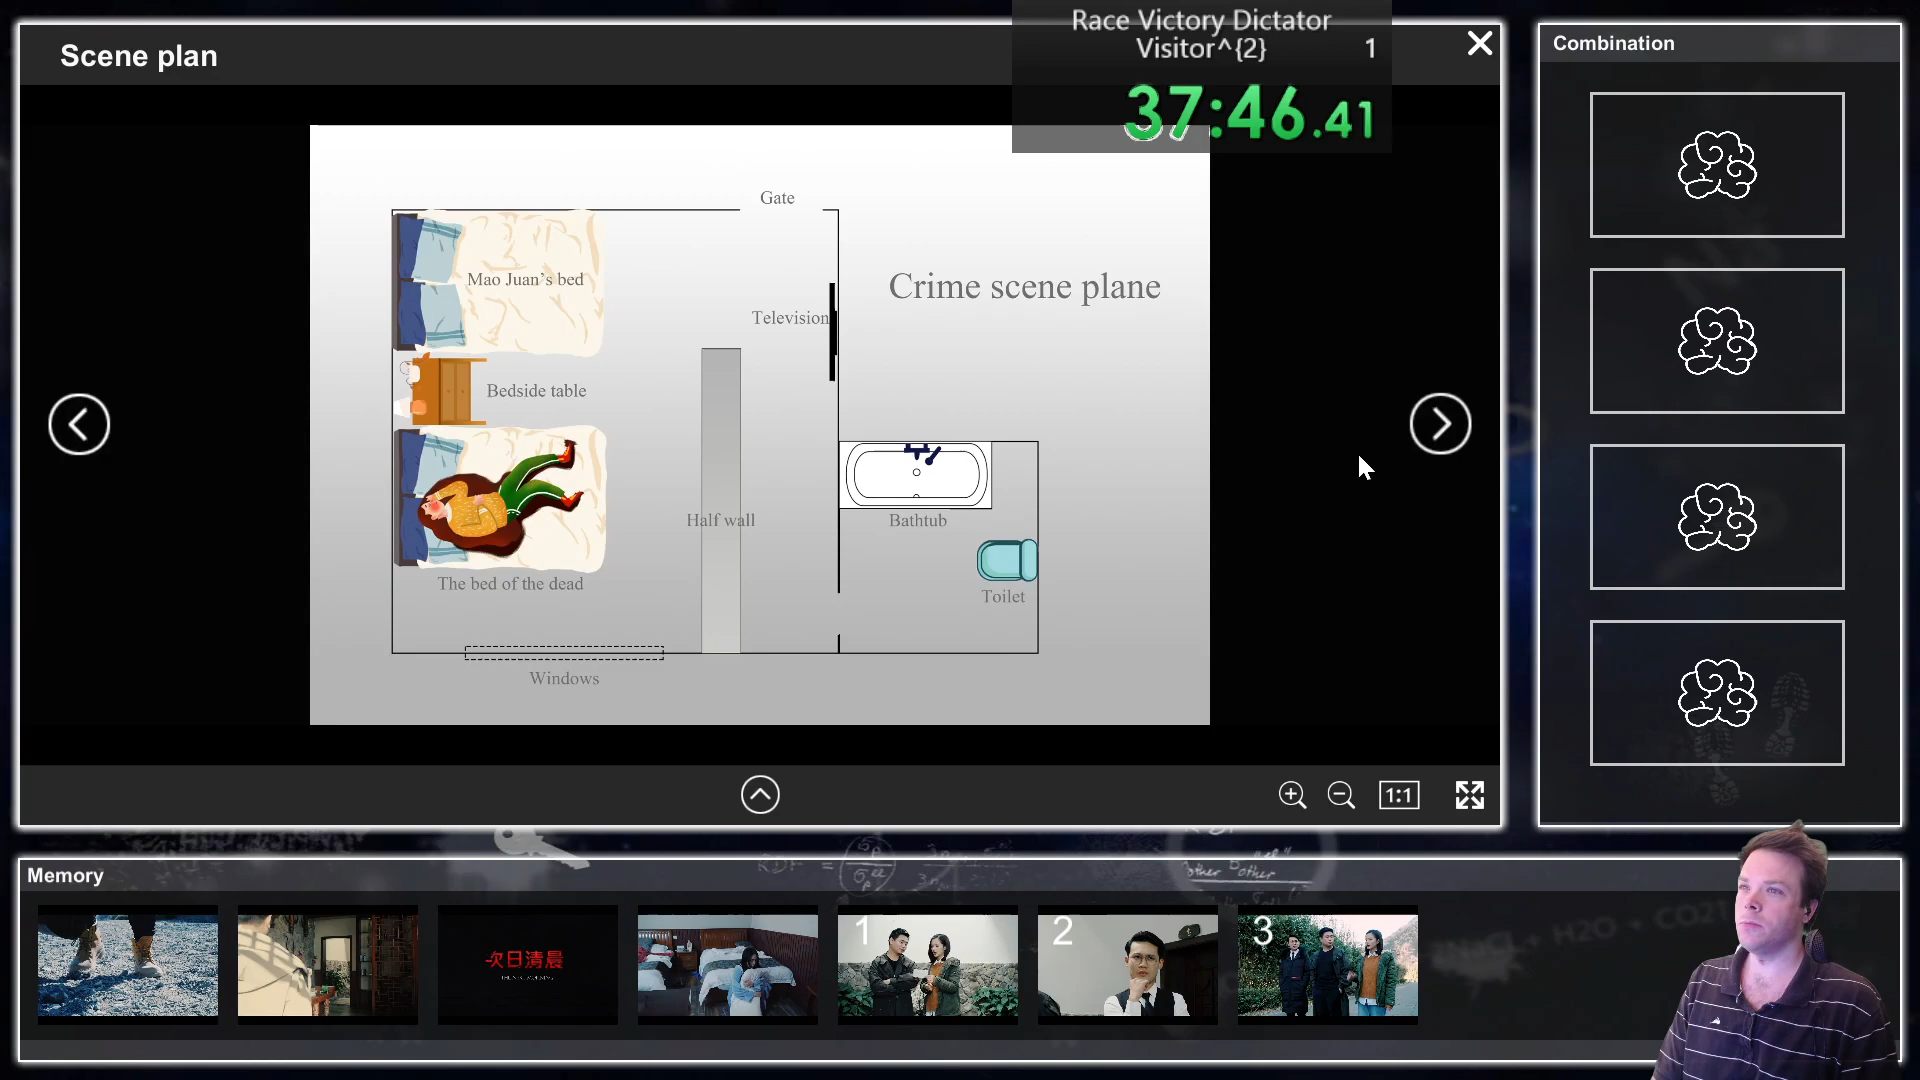 Race Victory Dictator
Visitor^{2} 1
37:46.41
Scene plan
Combination
Gate
Mao Juan's bed
Crime scene plane
Television
Bedside table
Half wall
Bathtub
The bed of the dead
Toilet
Windows
1:1
Memory
次日清晨
1
2
3